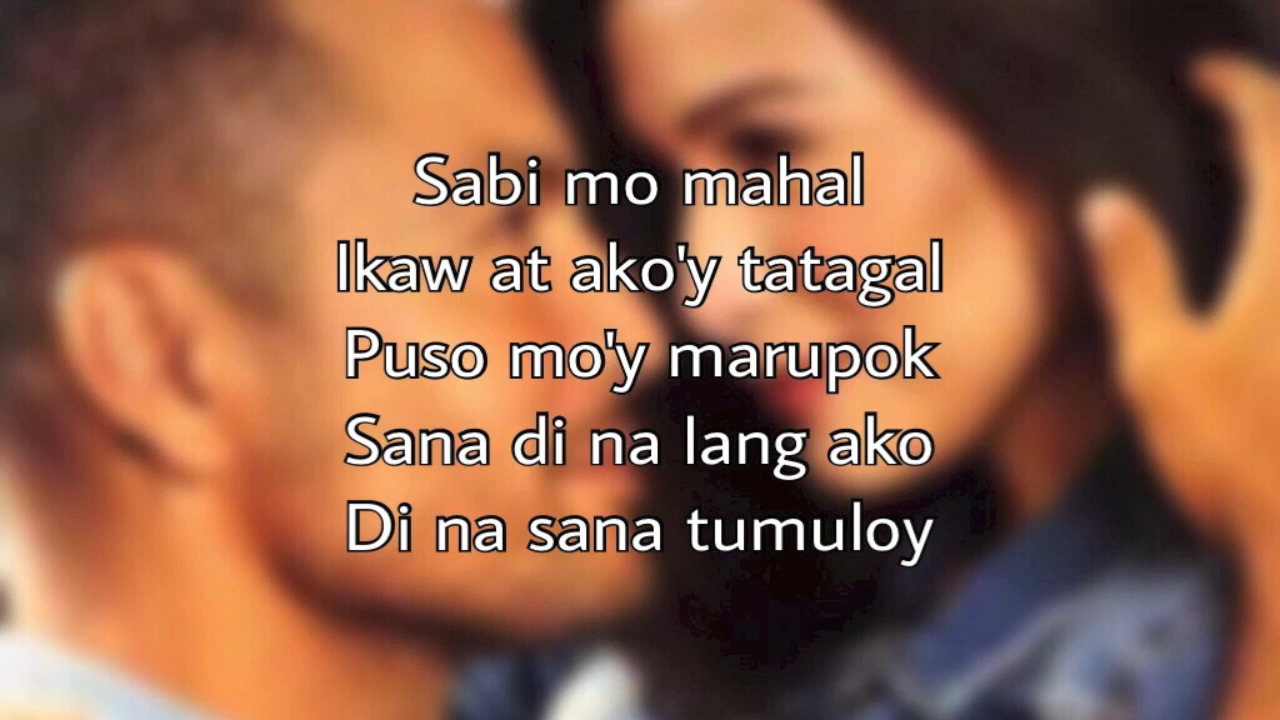 Sabi mo mahal
Ikaw at ako'y tatagal
Puso mo'y marupok
Sana di na lang ako
Di na sana tumuloy